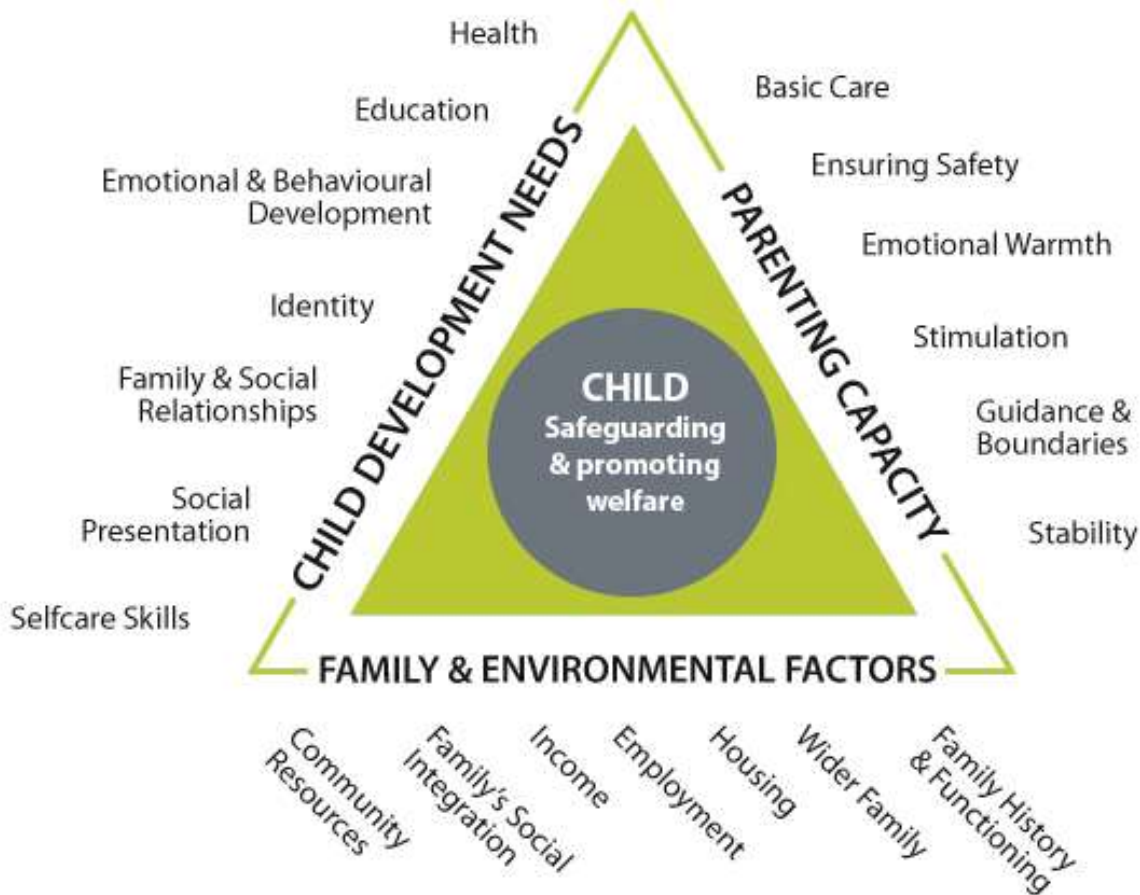 Health
Education
Emotional & Behavioural
Development
Identity
Family & Social
Relationships
Social
Presentation
Selfcare Skills
CHILD DEVELOPMENT NEEDS
Basic Care
Ensuring Safety
Emotional Warmth
Stimulation
Guidance &
Boundaries
Stability
PARENTING CAPACITY
CHILD
Safeguarding
& promoting
welfare
FAMILY & ENVIRONMENTAL FACTORS
Community
Resources
Family's Social
Integration
Income
Employment
Housing
Wider Family
Family History
& Functioning